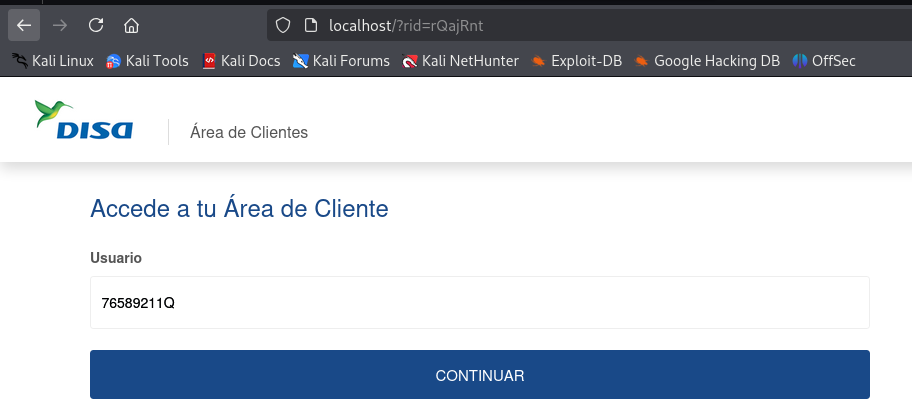 localhost/?rid=rQajRnt
Kali Linux Kali Tools Kali Docs Kali Forums Kali NetHunter Exploit-DB Google Hacking DB OffSec
DISA Área de Clientes
Accede a tu Área de Cliente
Usuario
76589211Q
CONTINUAR